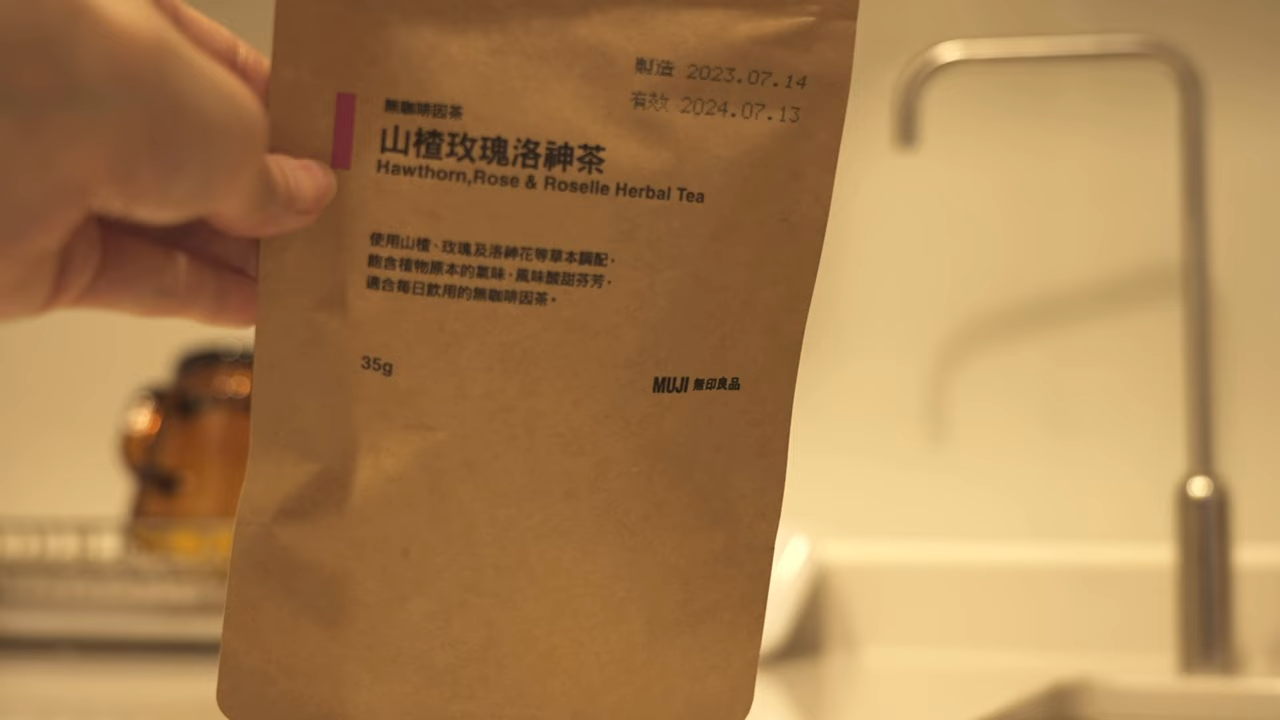 製造 2023.07.14
有效 2024.07.13
無咖啡因茶
山楂玫瑰洛神茶
Hawthorn,Rose & Roselle Herbal Tea
使用山楂、玫瑰及洛神花等草本調配，
飽含植物原本的氣味，風味酸甜芬芳，
適合每日飲用的無咖啡因茶。
35g
MUJI 無印良品